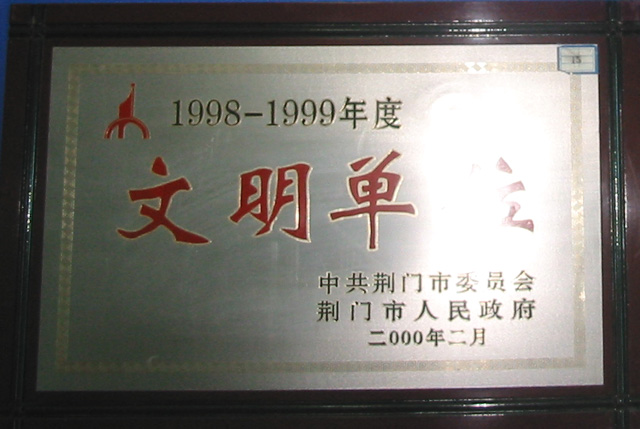 1998-1999年度
文明单位
中共荆门市委员会
荆门市人民政府
二000年二月